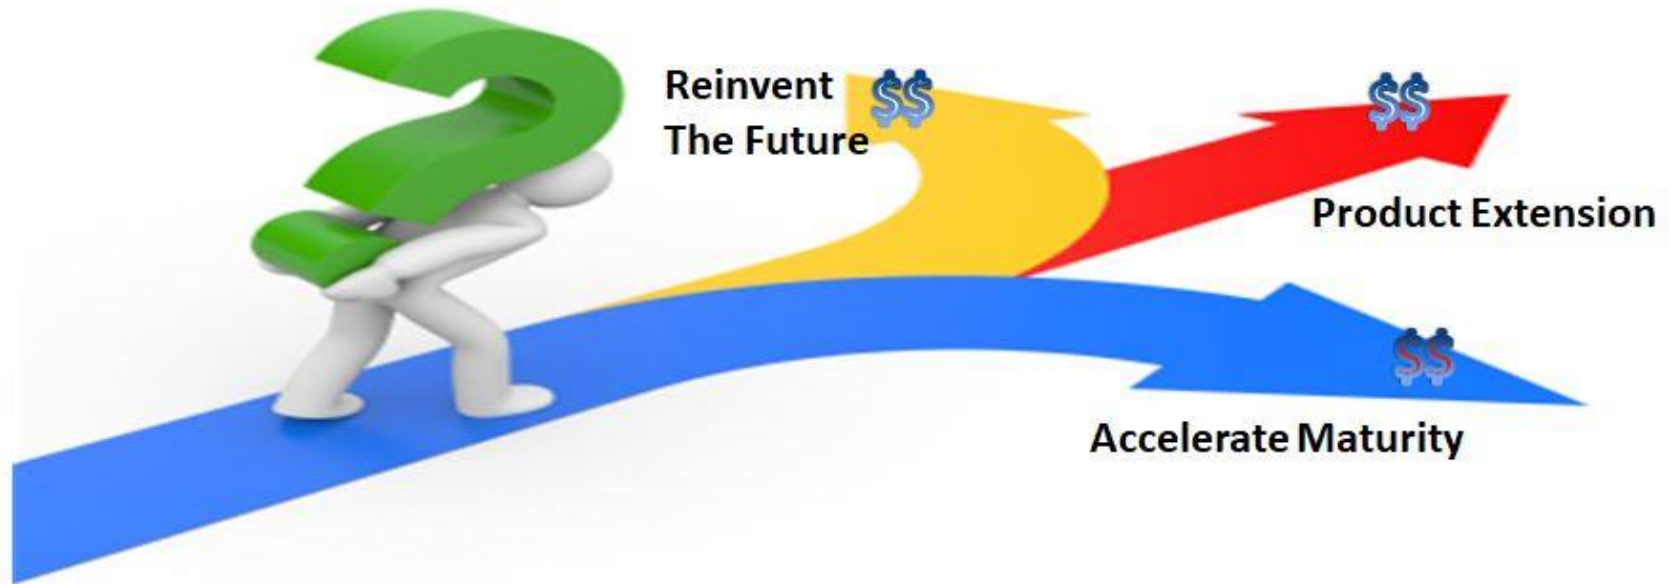 Reinvent
The Future
$$
$$
Product Extension
$$
Accelerate Maturity